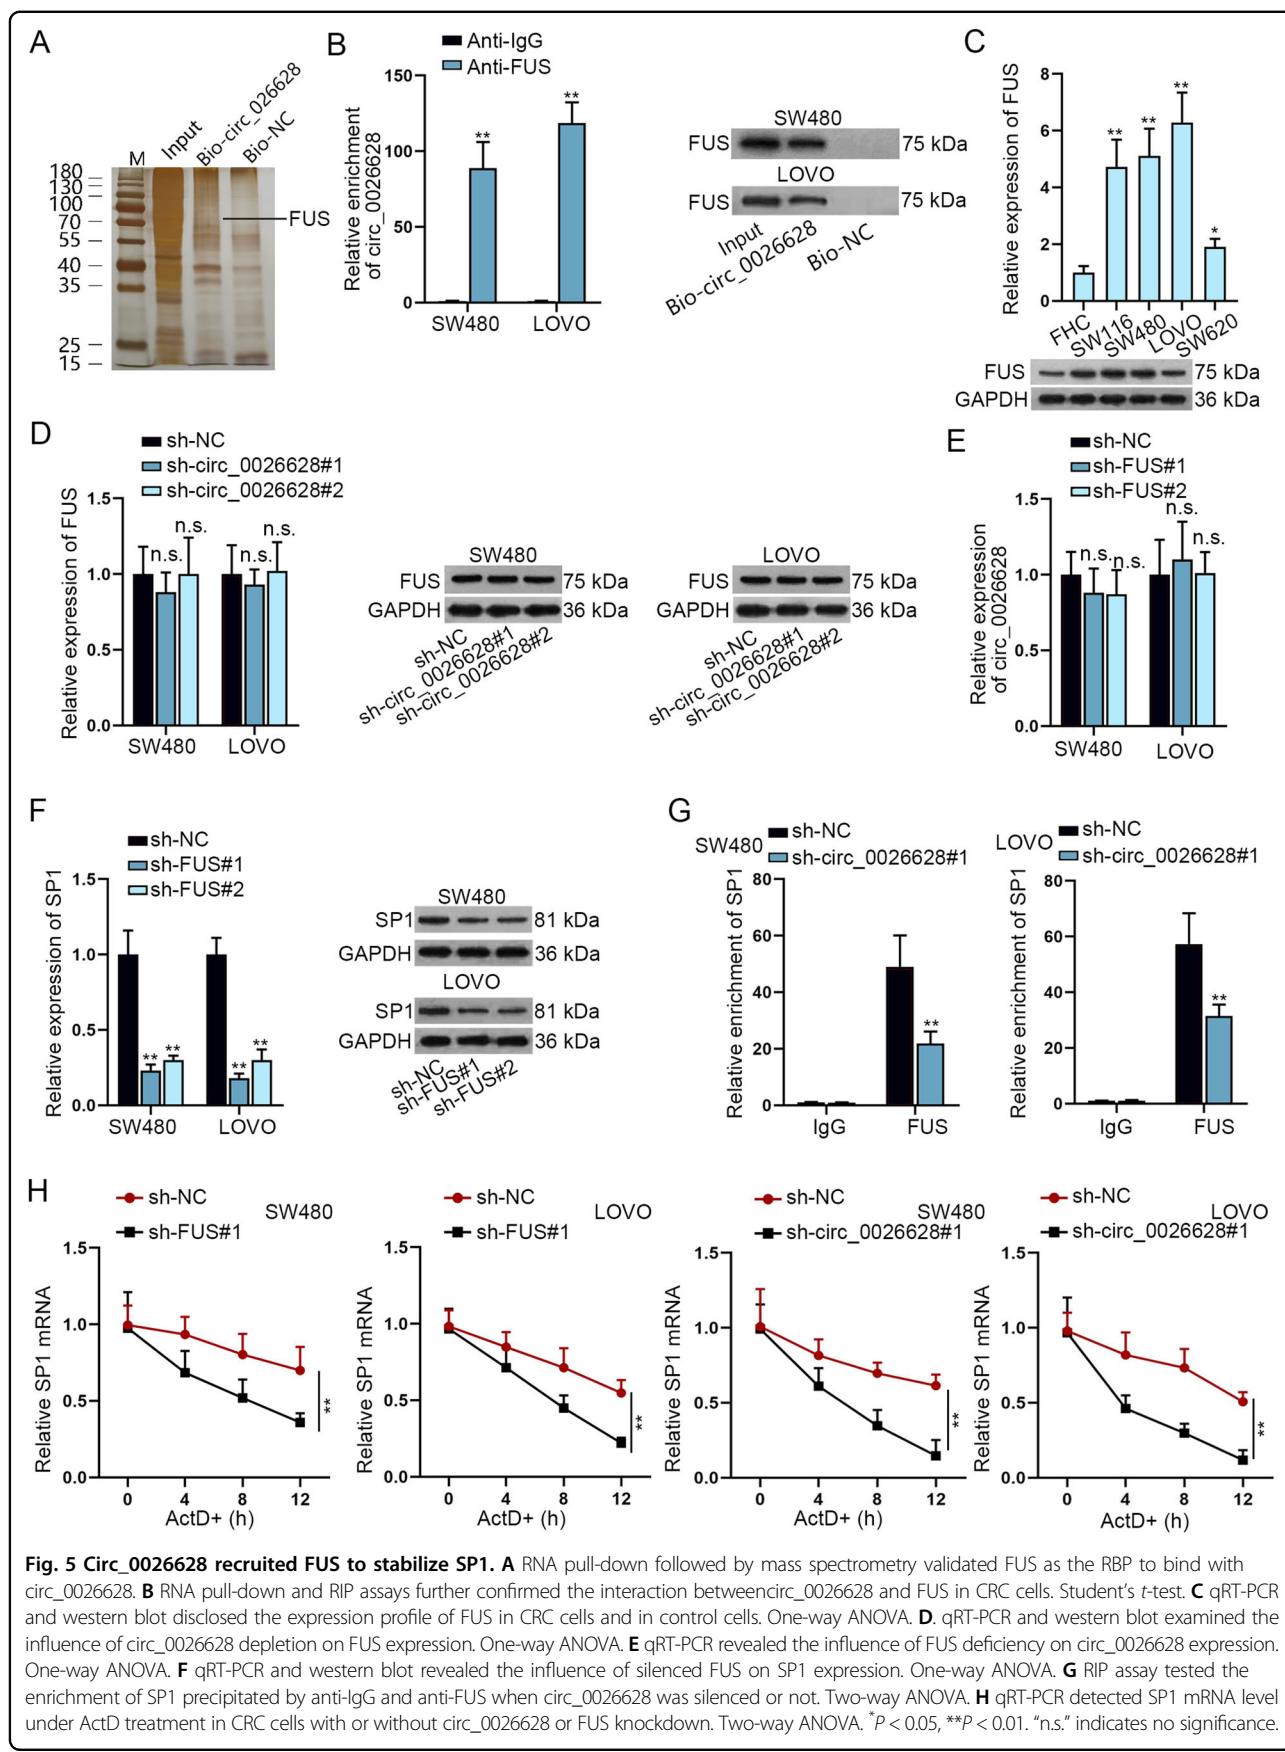 A
M
Input
Bio-circ_026628
Bio-NC
180
130
100
70
55
40
35
25
15
FUS
B
Anti-IgG
Anti-FUS
Relative enrichment
of circ_0026628
150
100
50
0
**
**
SW480
LOVO
SW480
FUS
75 kDa
LOVO
FUS
75 kDa
Input
Bio-circ_0026628
Bio-NC
C
Relative expression of FUS
8
6
4
2
0
**
**
**
*
FHC
SW116
SW480
LOVO
SW620
FUS
75 kDa
GAPDH
36 kDa
D
sh-NC
sh-circ_0026628#1
sh-circ_0026628#2
Relative expression of FUS
1.5
1.0
0.5
0.0
n.s.
n.s.
n.s.
n.s.
SW480
LOVO
SW480
FUS
75 kDa
GAPDH
36 kDa
sh-NC
sh-circ_0026628#1
sh-circ_0026628#2
LOVO
FUS
75 kDa
GAPDH
36 kDa
sh-NC
sh-circ_0026628#1
sh-circ_0026628#2
E
sh-NC
sh-FUS#1
sh-FUS#2
Relative expression
of circ_0026628
1.5
1.0
0.5
0.0
n.s.
n.s.
n.s.
n.s.
SW480
LOVO
F
sh-NC
sh-FUS#1
sh-FUS#2
Relative expression of SP1
1.5
1.0
0.5
0.0
**
**
**
**
SW480
LOVO
SW480
SP1
81 kDa
GAPDH
36 kDa
LOVO
SP1
81 kDa
GAPDH
36 kDa
sh-NC
sh-FUS#1
sh-FUS#2
G
SW480
sh-NC
sh-circ_0026628#1
Relative enrichment of SP1
80
60
40
20
0
**
IgG
FUS
LOVO
sh-NC
sh-circ_0026628#1
Relative enrichment of SP1
80
60
40
20
0
**
IgG
FUS
H
sh-NC
sh-FUS#1
SW480
Relative SP1 mRNA
1.5
1.0
0.5
0.0
**
0 4 8 12
ActD+ (h)
sh-NC
sh-FUS#1
LOVO
Relative SP1 mRNA
1.5
1.0
0.5
0.0
**
0 4 8 12
ActD+ (h)
sh-NC
sh-circ_0026628#1
SW480
Relative SP1 mRNA
1.5
1.0
0.5
0.0
**
0 4 8 12
ActD+ (h)
sh-NC
sh-circ_0026628#1
LOVO
Relative SP1 mRNA
1.5
1.0
0.5
0.0
**
0 4 8 12
ActD+ (h)
Fig. 5 Circ_0026628 recruited FUS to stabilize SP1. A RNA pull-down followed by mass spectrometry validated FUS as the RBP to bind with
circ_0026628. B RNA pull-down and RIP assays further confirmed the interaction betweencirc_0026628 and FUS in CRC cells. Student's t-test. C qRT-PCR
and western blot disclosed the expression profile of FUS in CRC cells and in control cells. One-way ANOVA. D. qRT-PCR and western blot examined the
influence of circ_0026628 depletion on FUS expression. One-way ANOVA. E qRT-PCR revealed the influence of FUS deficiency on circ_0026628 expression.
One-way ANOVA. F qRT-PCR and western blot revealed the influence of silenced FUS on SP1 expression. One-way ANOVA. G RIP assay tested the
enrichment of SP1 precipitated by anti-IgG and anti-FUS when circ_0026628 was silenced or not. Two-way ANOVA. H qRT-PCR detected SP1 mRNA level
under ActD treatment in CRC cells with or without circ_0026628 or FUS knockdown. Two-way ANOVA. *P < 0.05, **P < 0.01. "n.s." indicates no significance.